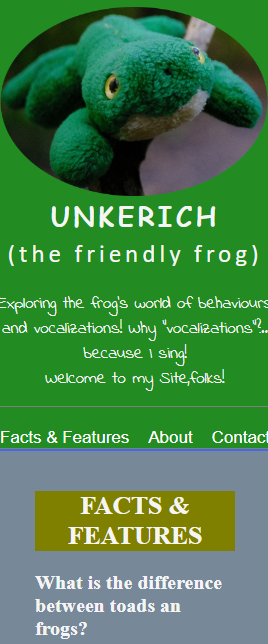 UNKERICH
(the friendly frog)
Exploring the frog's world of behaviours
and vocalizations! Why "vocalizations"?..
because I sing!
Welcome to my Site,folks!
Facts & Features About Contact
FACTS &
FEATURES
What is the difference
between toads an
frogs?